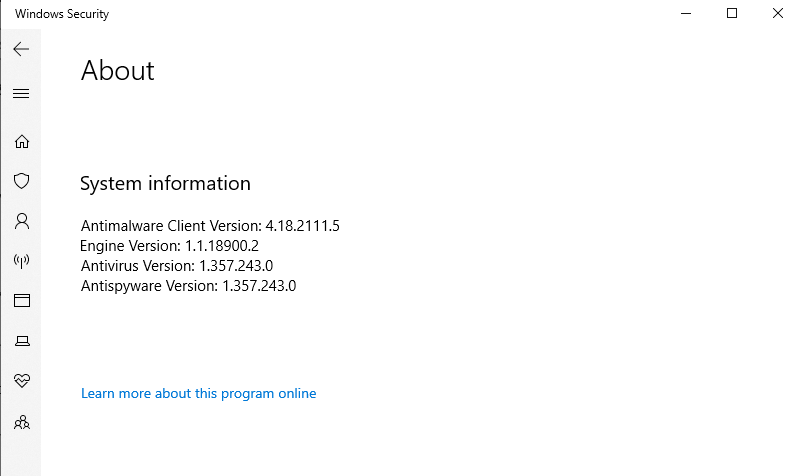 Windows Security
About
System information
Antimalware Client Version: 4.18.2111.5
Engine Version: 1.1.18900.2
Antivirus Version: 1.357.243.0
Antispyware Version: 1.357.243.0
Learn more about this program online